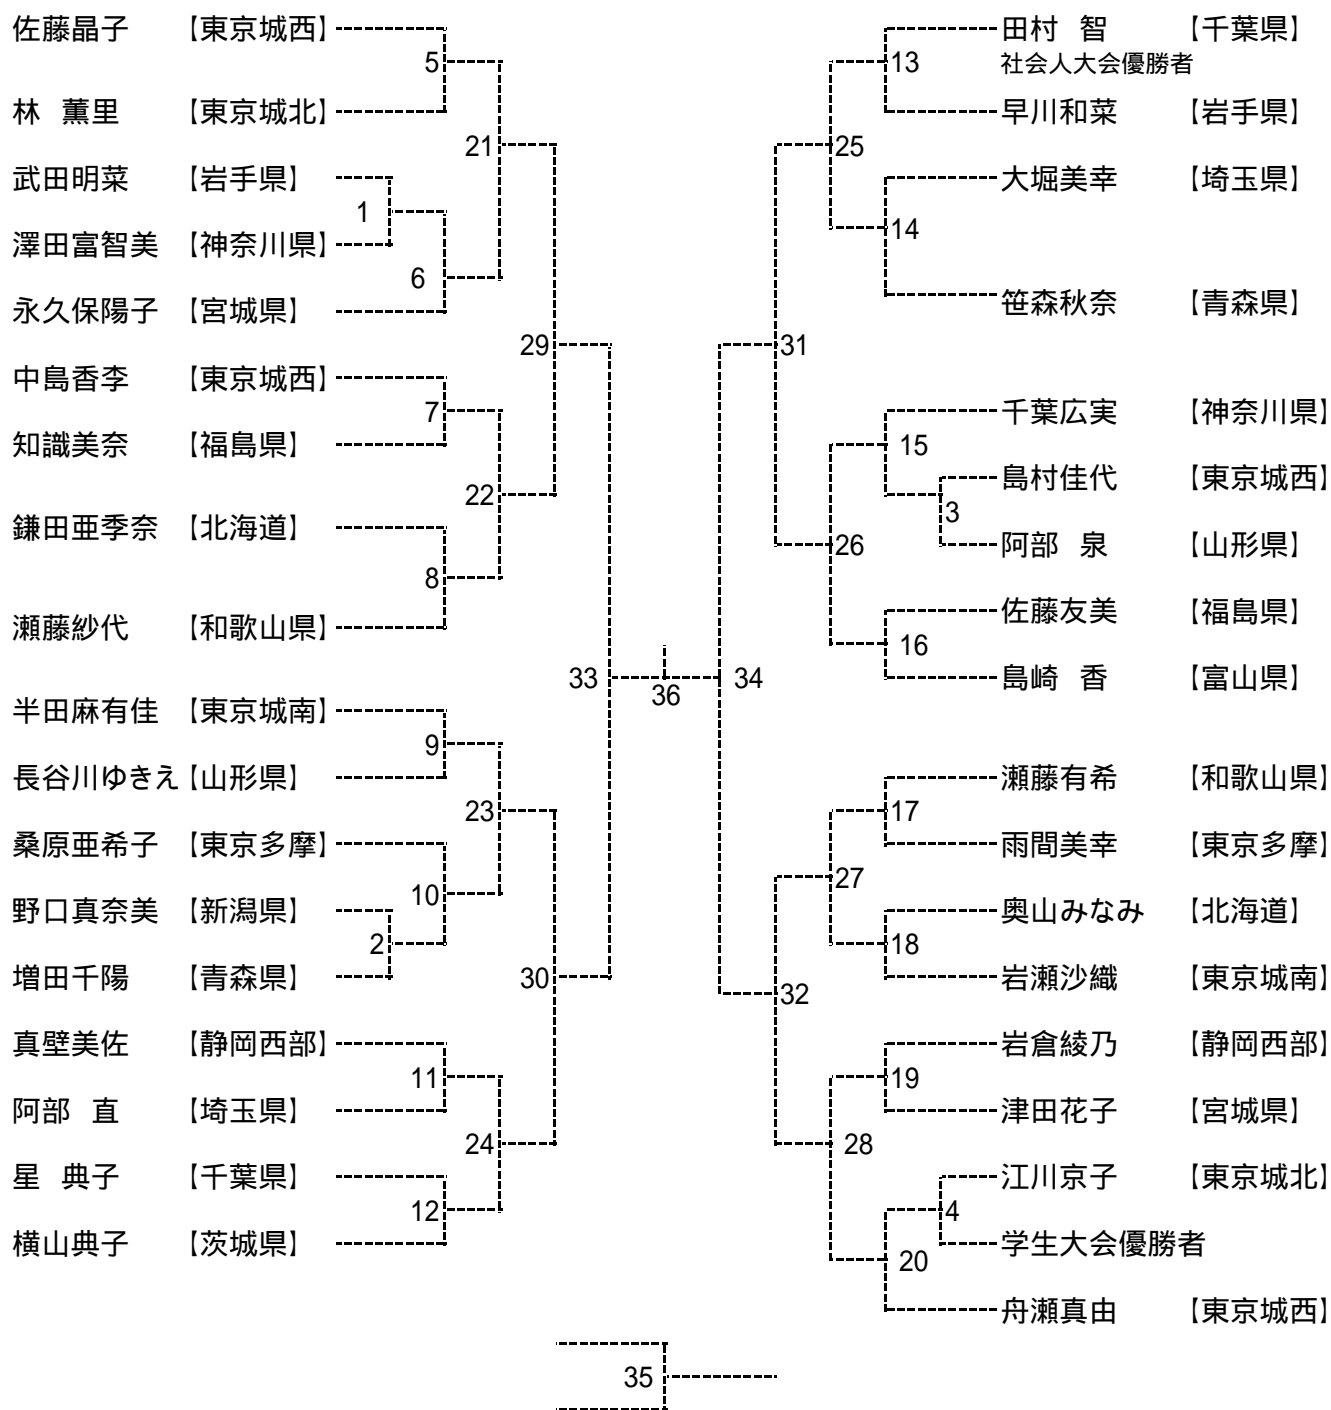 佐藤晶子 【東京城西】
5
林 薫里 【東京城北】
21
武田明菜 【岩手県】
1
澤田富智美 【神奈川県】
6
永久保陽子 【宮城県】
29
中島香李 【東京城西】
7
知識美奈 【福島県】
22
鎌田亜季奈 【北海道】
8
瀬藤紗代 【和歌山県】
33
半田麻有佳 【東京城南】
9
長谷川ゆきえ 【山形県】
23
桑原亜希子 【東京多摩】
10
野口真奈美 【新潟県】
2
増田千陽 【青森県】
30
真壁美佐 【静岡西部】
11
阿部 直 【埼玉県】
24
星 典子 【千葉県】
12
横山典子 【茨城県】
36
田村 智 【千葉県】
13
社会人大会優勝者
早川和菜 【岩手県】
25
大堀美幸 【埼玉県】
14
笹森秋奈 【青森県】
31
千葉広実 【神奈川県】
15
島村佳代 【東京城西】
3
阿部 泉 【山形県】
26
佐藤友美 【福島県】
16
島崎 香 【富山県】
34
瀬藤有希 【和歌山県】
17
雨間美幸 【東京多摩】
27
奥山みなみ 【北海道】
18
岩瀬沙織 【東京城南】
32
岩倉綾乃 【静岡西部】
19
津田花子 【宮城県】
28
江川京子 【東京城北】
4
学生大会優勝者
20
舟瀬真由 【東京城西】
35